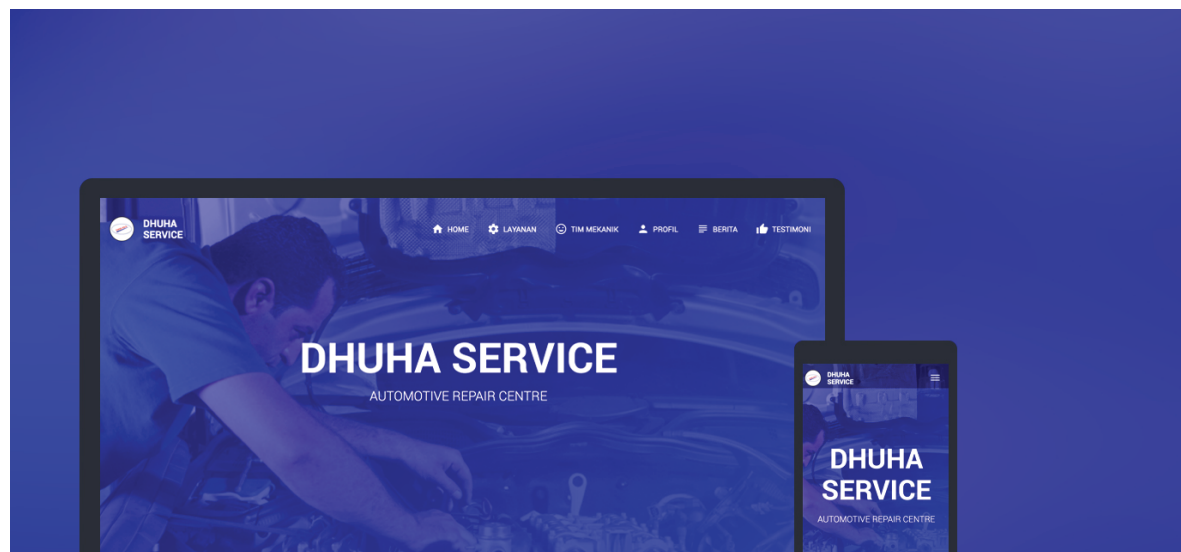 DHUHA
SERVICE
HOME
LAYANAN
TIM MEKANIK
PROFIL
BERITA
TESTIMONI
DHUHA SERVICE
AUTOMOTIVE REPAIR CENTRE
DHUHA
SERVICE
DHUHA
SERVICE
AUTOMOTIVE REPAIR CENTRE